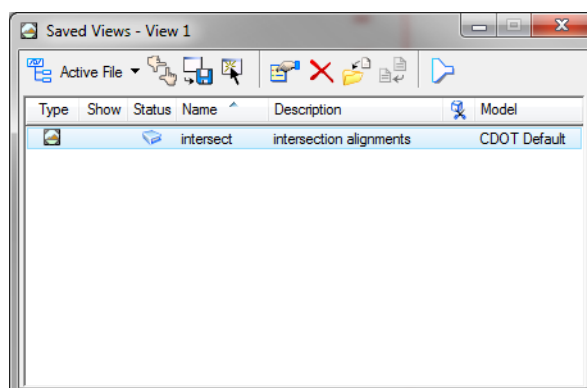 Saved Views - View 1
Active File
Type Show Status Name Description Model
intersect intersection alignments CDOT Default